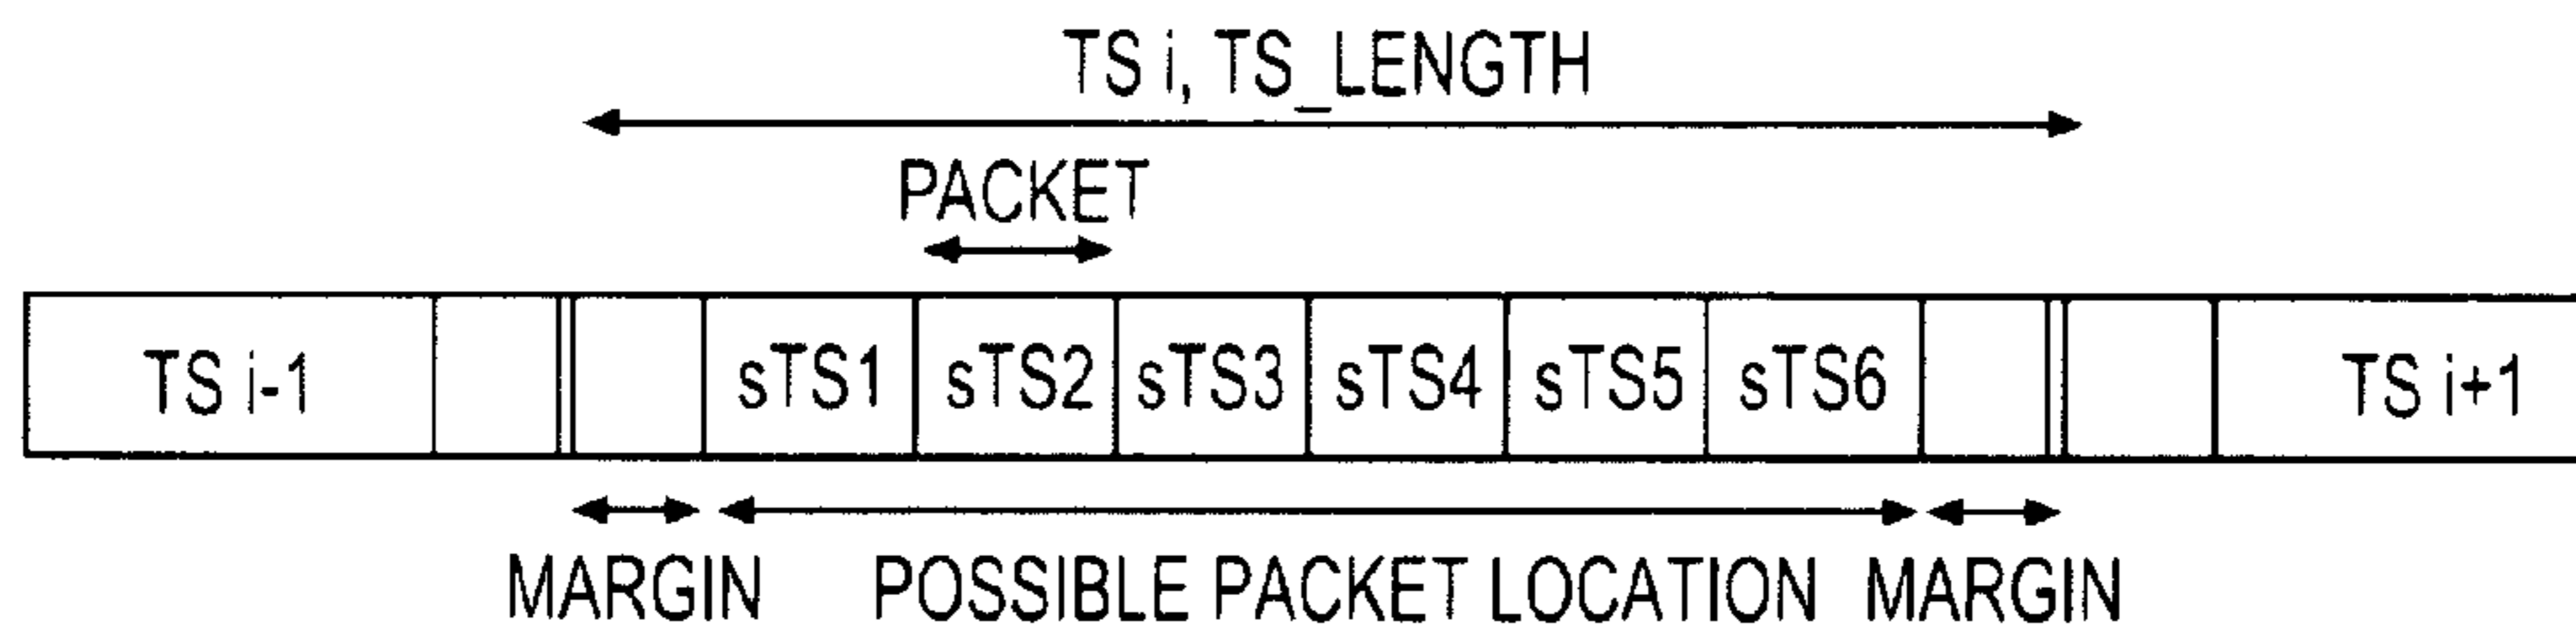 TS i, TS_LENGTH
PACKET
TS i-1 sTS1 sTS2 sTS3 sTS4 sTS5 sTS6 TS i+1
MARGIN POSSIBLE PACKET LOCATION MARGIN